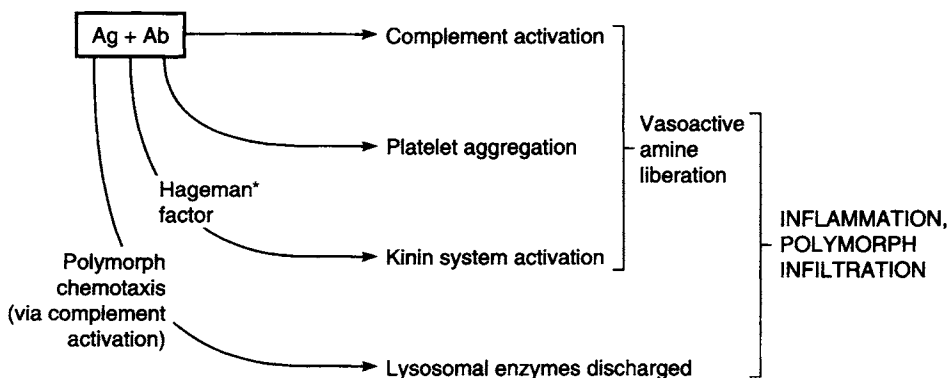 Ag + Ab
Complement activation
Platelet aggregation
Vasoactive
amine
liberation
Hageman*
factor
Kinin system activation
INFLAMMATION,
POLYMORPH
INFILTRATION
Polymorph
chemotaxis
(via complement
activation)
Lysosomal enzymes discharged